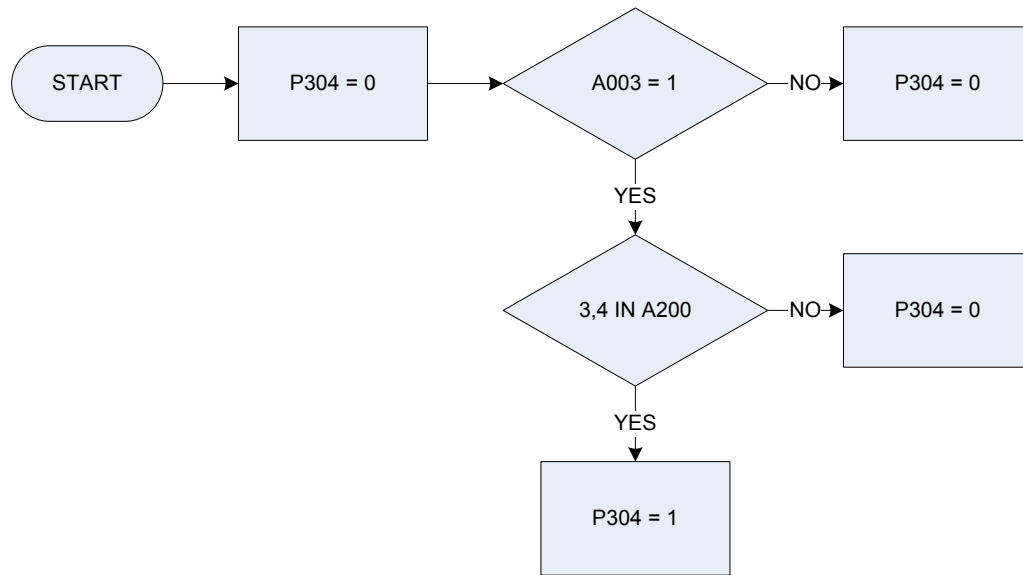 START
P304 = 0
A003 = 1
NO
P304 = 0
YES
3,4 IN A200
NO
P304 = 0
YES
P304 = 1